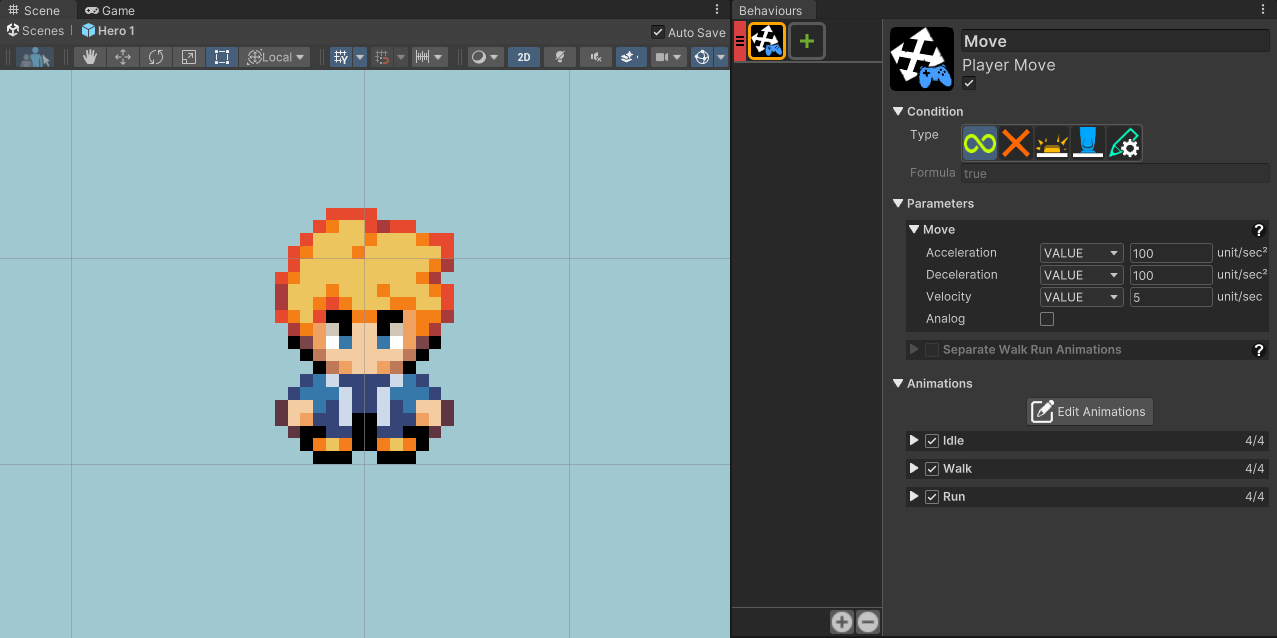 Scene
Game
Scenes | Hero 1
Auto Save
Local
2D
Behaviours
Move
Player Move
Condition
Type
Formula true
Parameters
Move ?
Acceleration VALUE 100 unit/sec²
Deceleration VALUE 100 unit/sec²
Velocity VALUE 5 unit/sec
Analog
Separate Walk Run Animations ?
Animations
Edit Animations
Idle 4/4
Walk 4/4
Run 4/4